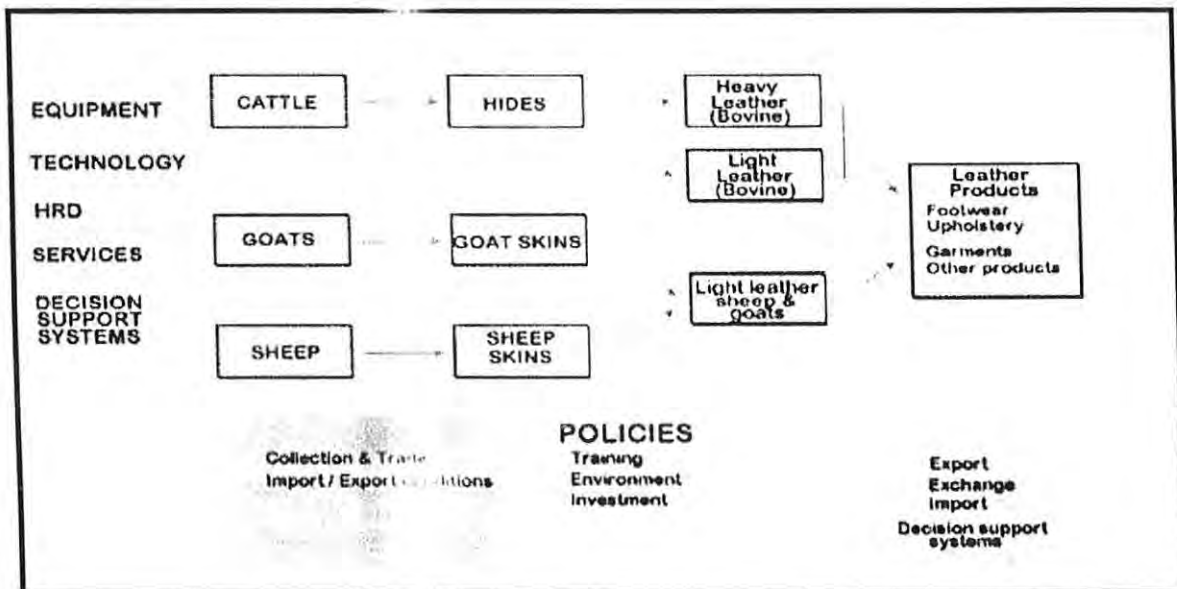 EQUIPMENT
TECHNOLOGY
HRD
SERVICES
DECISION
SUPPORT
SYSTEMS
CATTLE
HIDES
GOATS
GOAT SKINS
SHEEP
SHEEP
SKINS
Heavy
Leather
(Bovine)
Light
Leather
(Bovine)
Light leather
sheep &
goats
Leather
Products
Footwear
Upholstery
Garments
Other products
POLICIES
Collection & Trade
Import / Export
Training
Environment
Investment
Export
Exchange
Import
Decision support
systems